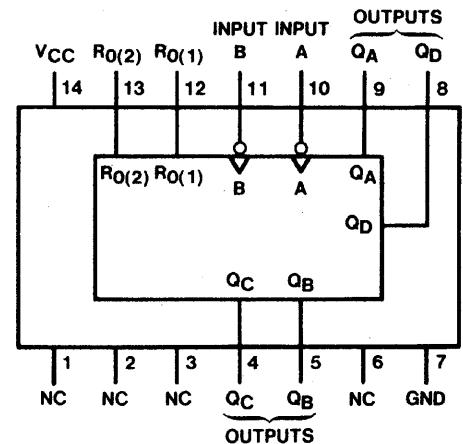 OUTPUTS
INPUT INPUT
VCC R0(2) R0(1) B A QA QD
14 13 12 11 10 9 8
R0(2) R0(1) B A QA
QD
QC QB
1 2 3 4 5 6 7
NC NC NC QC QB NC GND
OUTPUTS